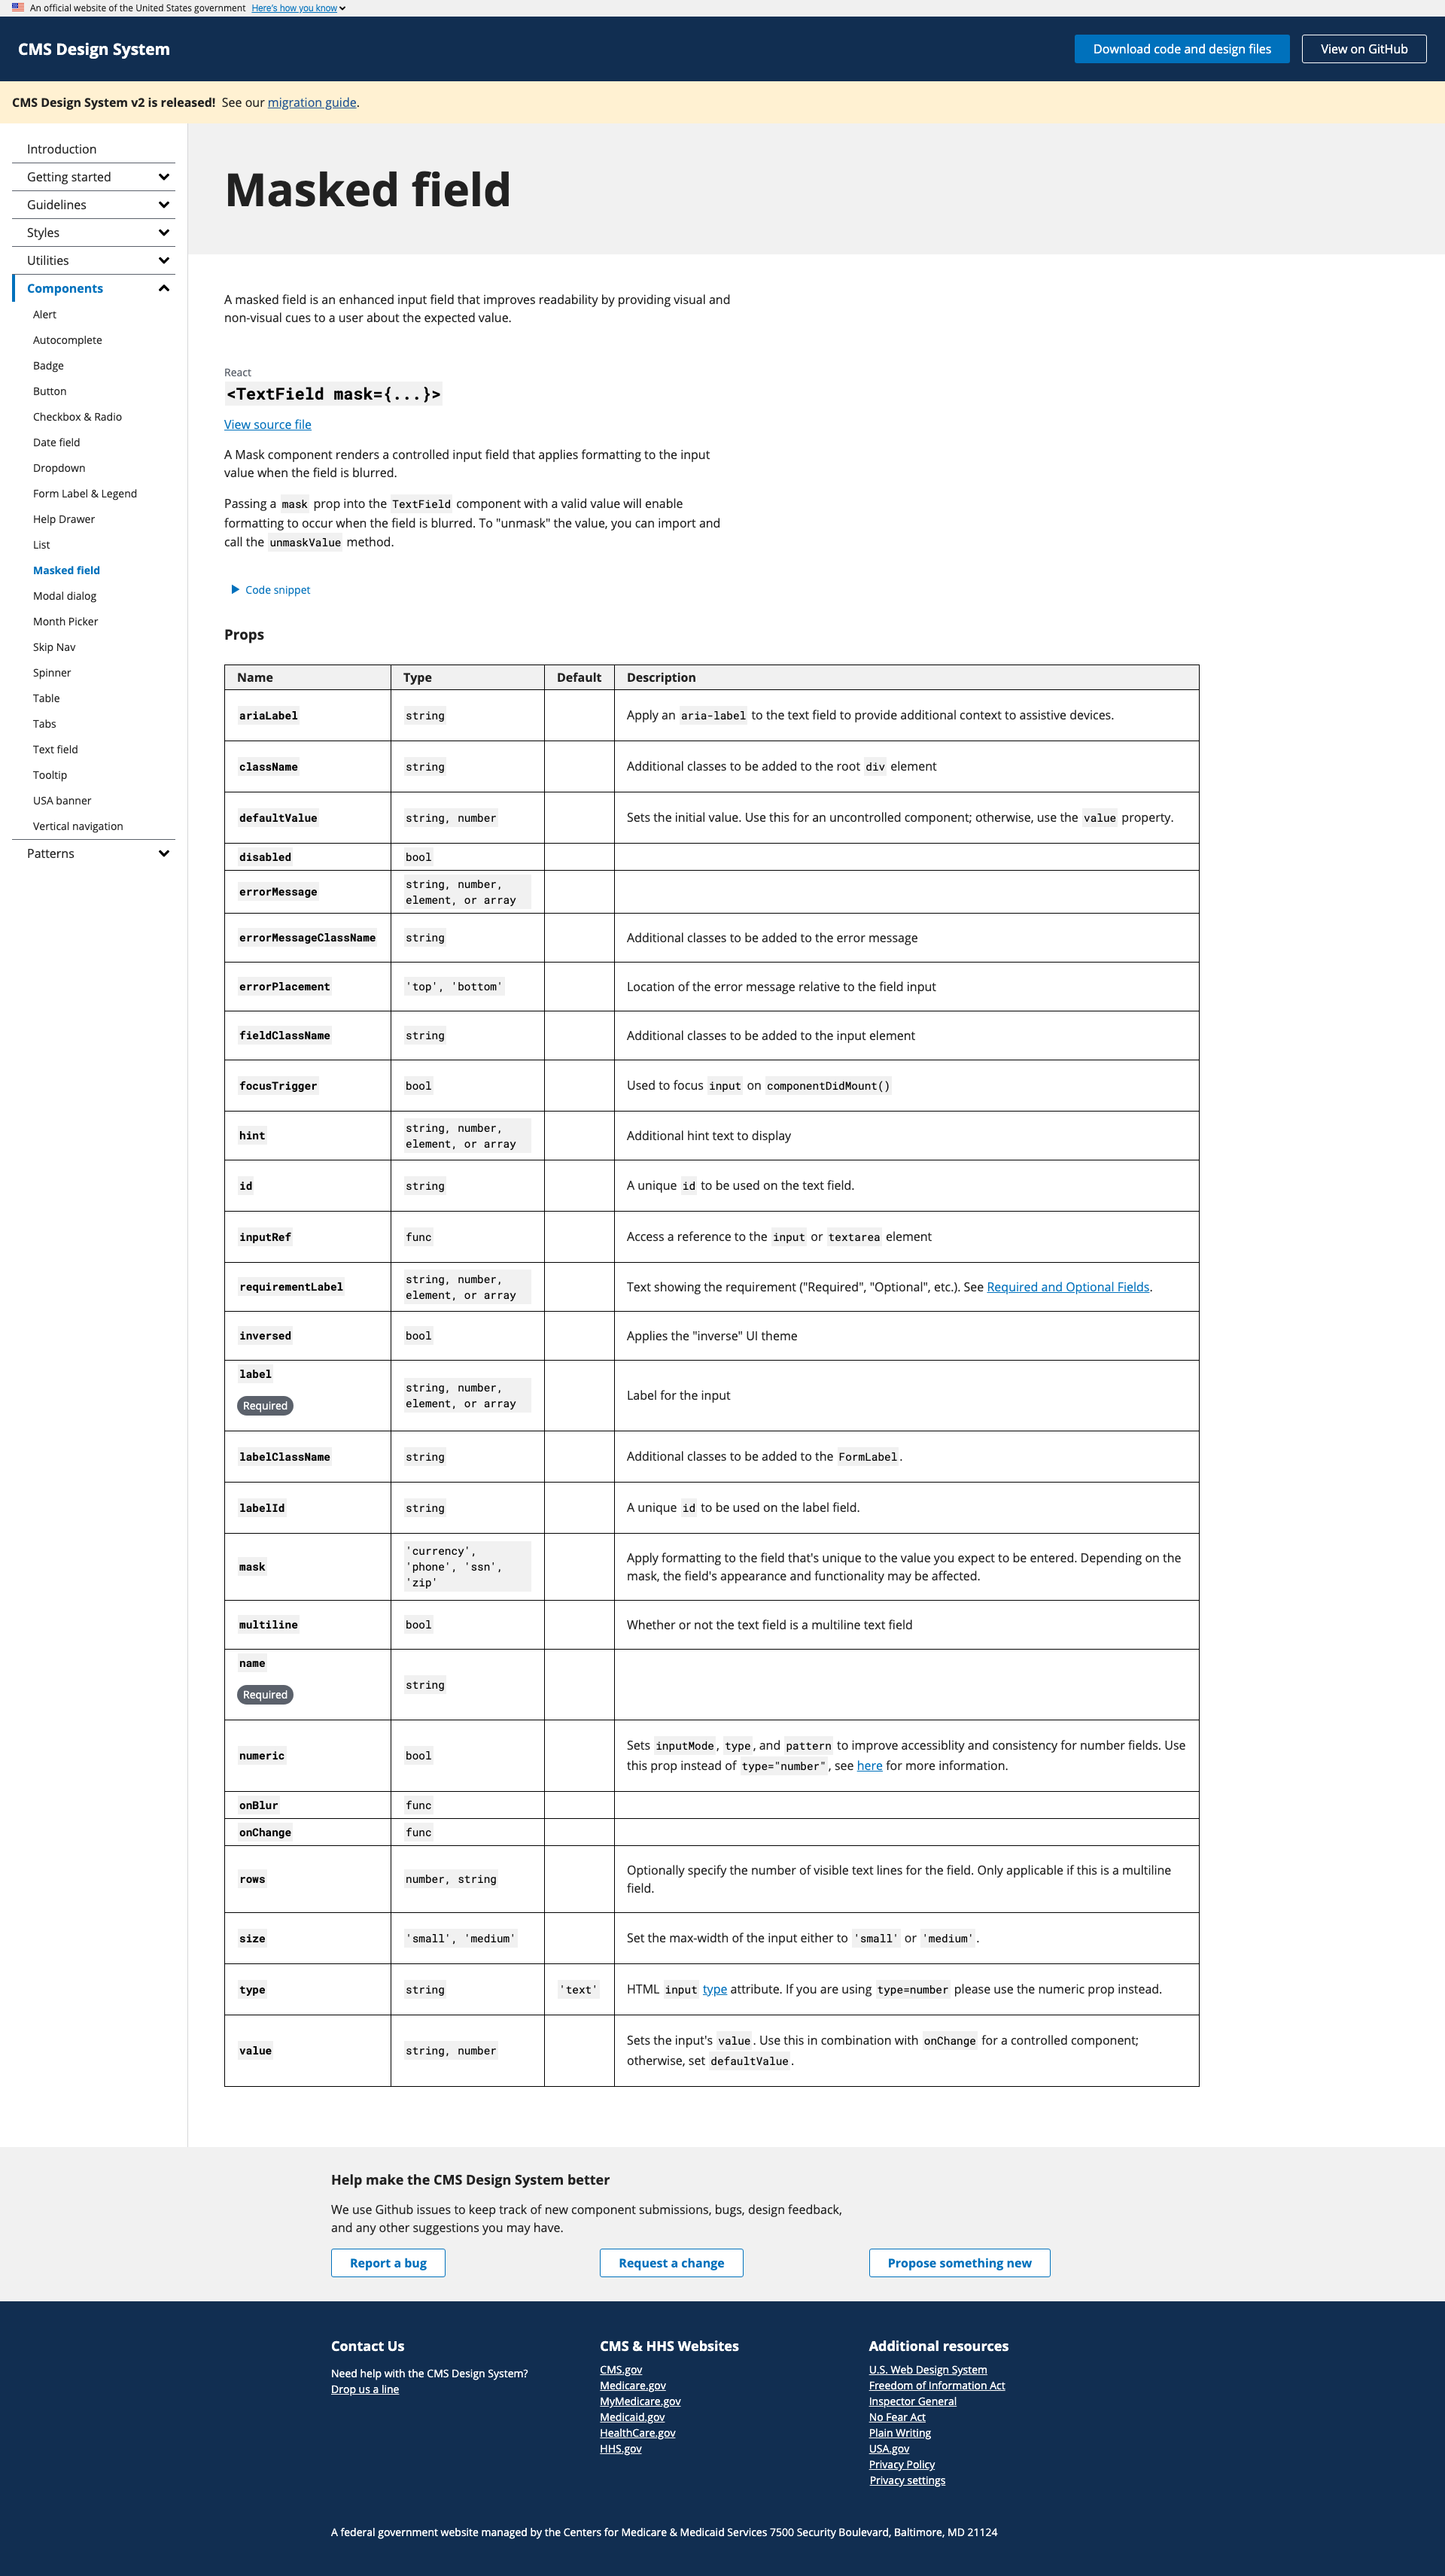 An official website of the United States government Here's how you know
CMS Design System
Download code and design files
View on GitHub
CMS Design System v2 is released! See our migration guide.
Introduction
Getting started
Guidelines
Styles
Utilities
Components
Alert
Autocomplete
Badge
Button
Checkbox & Radio
Date field
Dropdown
Form Label & Legend
Help Drawer
List
Masked field
Modal dialog
Month Picker
Skip Nav
Spinner
Table
Tabs
Text field
Tooltip
USA banner
Vertical navigation
Patterns
Masked field
A masked field is an enhanced input field that improves readability by providing visual and
non-visual cues to a user about the expected value.
React
<TextField mask={...}>
View source file
A Mask component renders a controlled input field that applies formatting to the input
value when the field is blurred.
Passing a mask prop into the TextField component with a valid value will enable
formatting to occur when the field is blurred. To "unmask" the value, you can import and
call the unmaskValue method.
Code snippet
Props
Name Type Default Description
ariaLabel string Apply an aria-label to the text field to provide additional context to assistive devices.
className string Additional classes to be added to the root div element
defaultValue string, number Sets the initial value. Use this for an uncontrolled component; otherwise, use the value property.
disabled bool
errorMessage string, number,
element, or array
errorMessageClassName string Additional classes to be added to the error message
errorPlacement 'top', 'bottom' Location of the error message relative to the field input
fieldClassName string Additional classes to be added to the input element
focusTrigger bool Used to focus input on componentDidMount()
hint string, number,
element, or array Additional hint text to display
id string A unique id to be used on the text field.
inputRef func Access a reference to the input or textarea element
requirementLabel string, number,
element, or array Text showing the requirement ("Required", "Optional", etc.). See Required and Optional Fields.
inversed bool Applies the "inverse" UI theme
label
Required
string, number,
element, or array
Label for the input
labelClassName string Additional classes to be added to the FormLabel.
labelId string A unique id to be used on the label field.
mask
'currency',
'phone', 'ssn',
'zip'
Apply formatting to the field that's unique to the value you expect to be entered. Depending on the
mask, the field's appearance and functionality may be affected.
multiline bool Whether or not the text field is a multiline text field
name
Required
string
numeric bool Sets inputMode, type, and pattern to improve accessiblity and consistency for number fields. Use
this prop instead of type="number", see here for more information.
onBlur func
onChange func
rows number, string Optionally specify the number of visible text lines for the field. Only applicable if this is a multiline
field.
size 'small', 'medium' Set the max-width of the input either to 'small' or 'medium'.
type string 'text' HTML input type attribute. If you are using type=number please use the numeric prop instead.
value string, number Sets the input's value. Use this in combination with onChange for a controlled component;
otherwise, set defaultValue.
Help make the CMS Design System better
We use Github issues to keep track of new component submissions, bugs, design feedback,
and any other suggestions you may have.
Report a bug
Request a change
Propose something new
Contact Us
Need help with the CMS Design System?
Drop us a line
CMS & HHS Websites
CMS.gov
Medicare.gov
MyMedicare.gov
Medicaid.gov
HealthCare.gov
HHS.gov
Additional resources
U.S. Web Design System
Freedom of Information Act
Inspector General
No Fear Act
Plain Writing
USA.gov
Privacy Policy
Privacy settings
A federal government website managed by the Centers for Medicare & Medicaid Services 7500 Security Boulevard, Baltimore, MD 21124